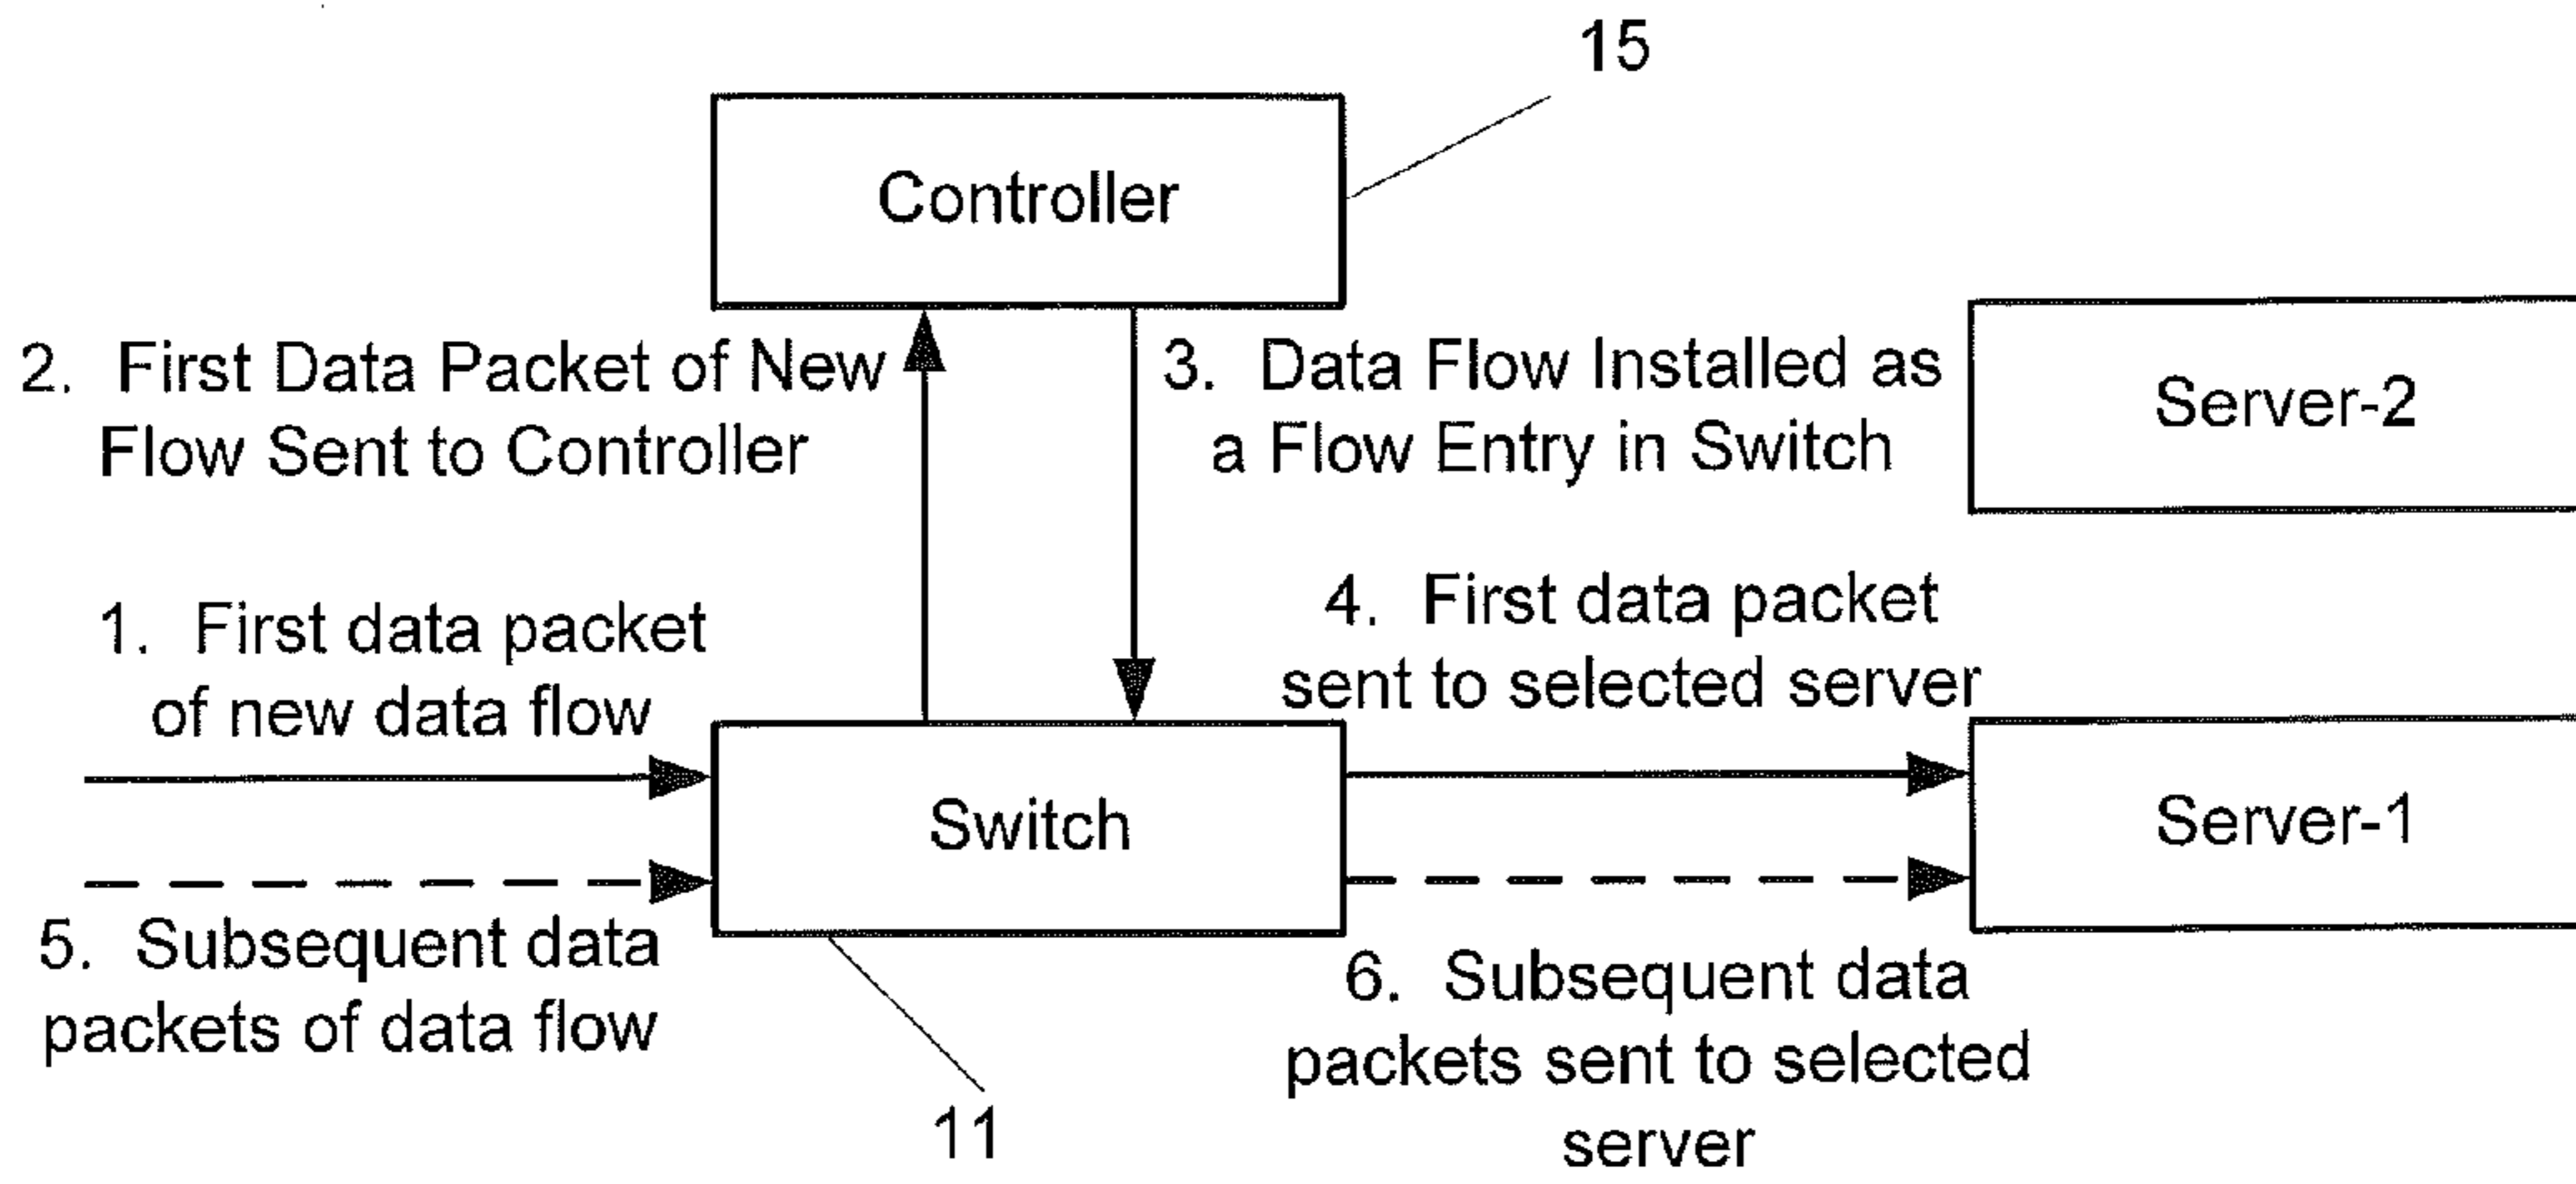 15
Controller
2. First Data Packet of New
Flow Sent to Controller
3. Data Flow Installed as
a Flow Entry in Switch
Server-2
1. First data packet
of new data flow
4. First data packet
sent to selected server
Switch
Server-1
5. Subsequent data
packets of data flow
6. Subsequent data
packets sent to selected
server
11